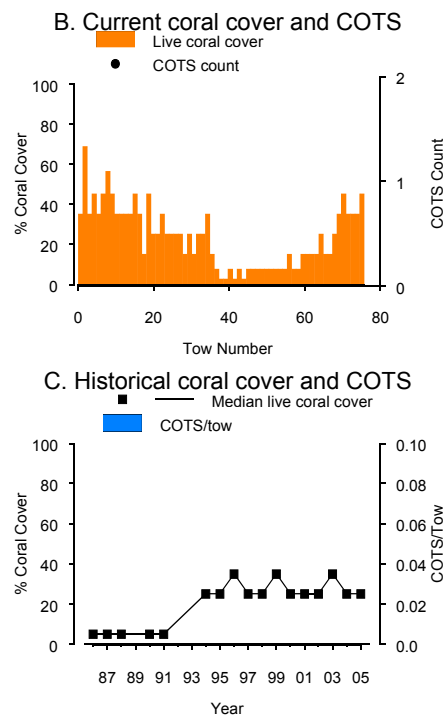 B. Current coral cover and COTS
Live coral cover
COTS count
100
80
60
40
20
0
% Coral Cover
2
1
0
COTS Count
0 20 40 60 80
Tow Number
C. Historical coral cover and COTS
Median live coral cover
COTS/tow
100
80
60
40
20
0
% Coral Cover
0.10
0.08
0.06
0.04
0.02
0.0
COTS/Tow
87 89 91 93 95 97 99 01 03 05
Year